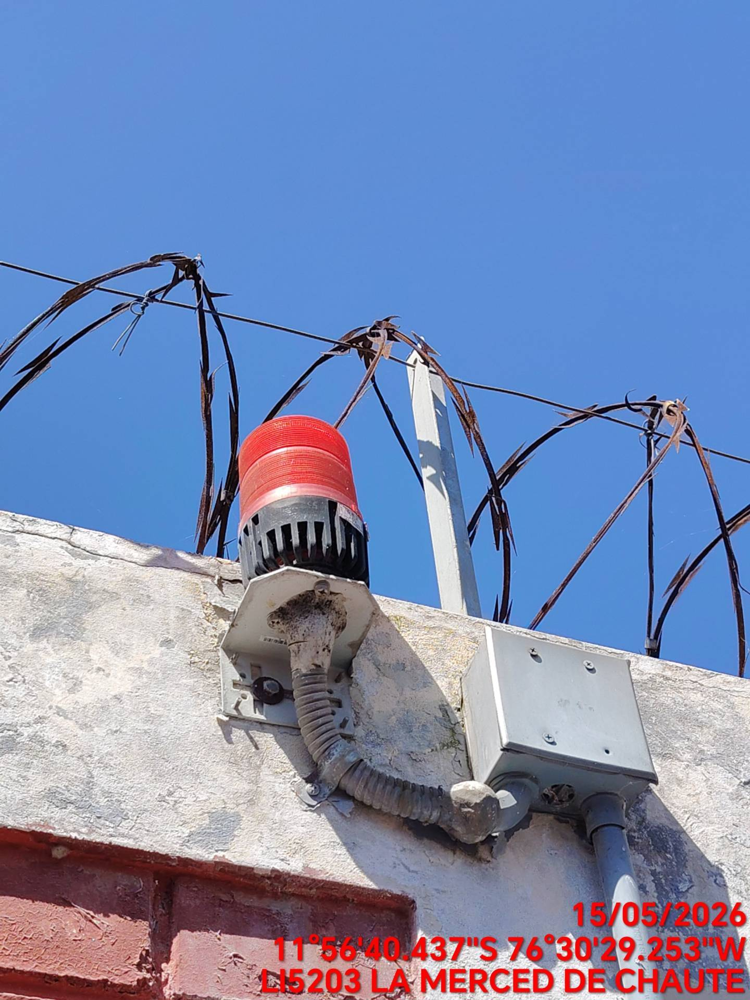 15/05/2026
11°56'40.437"S 76°30'29.253"W
LI5203 LA MERCED DE CHAUTE